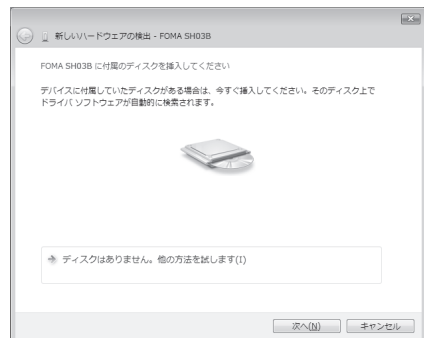 新しいハードウェアの検出 - FOMA SH03B
FOMA SH03B に付属のディスクを挿入してください
デバイスに付属していたディスクがある場合は、今すぐ挿入してください。そのディスク上で
ドライバ ソフトウェアが自動的に検索されます。
ディスクはありません。他の方法を試します(I)
次へ(N) キャンセル